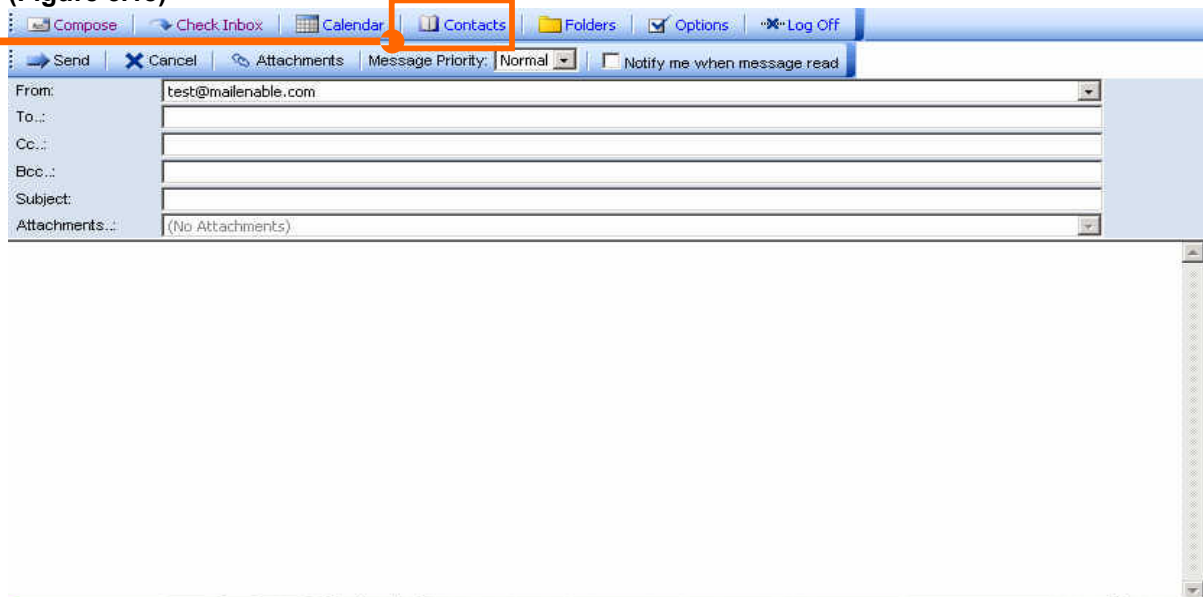 Compose Check Inbox Calendar Contacts Folders Options Log Off
Send Cancel Attachments Message Priority: Normal Notify me when message read
From: test@mailenable.com
To..:
Cc..:
Bcc..:
Subject:
Attachments..: (No Attachments)